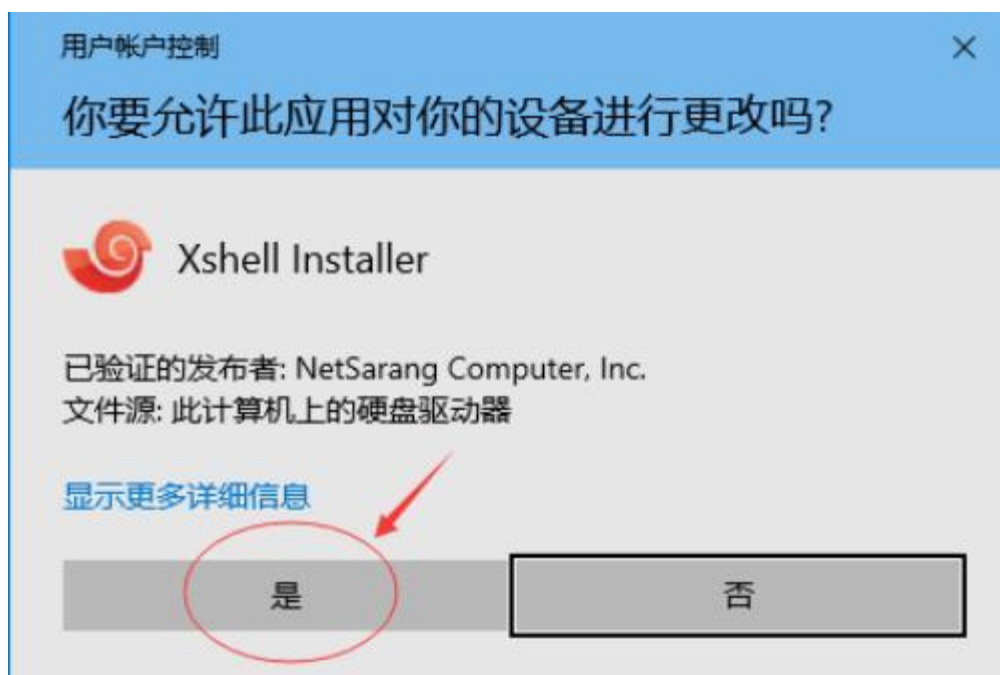 用户帐户控制
你要允许此应用对你的设备进行更改吗?
Xshell Installer
已验证的发布者: NetSarang Computer, Inc.
文件源: 此计算机上的硬盘驱动器
显示更多详细信息
是
否